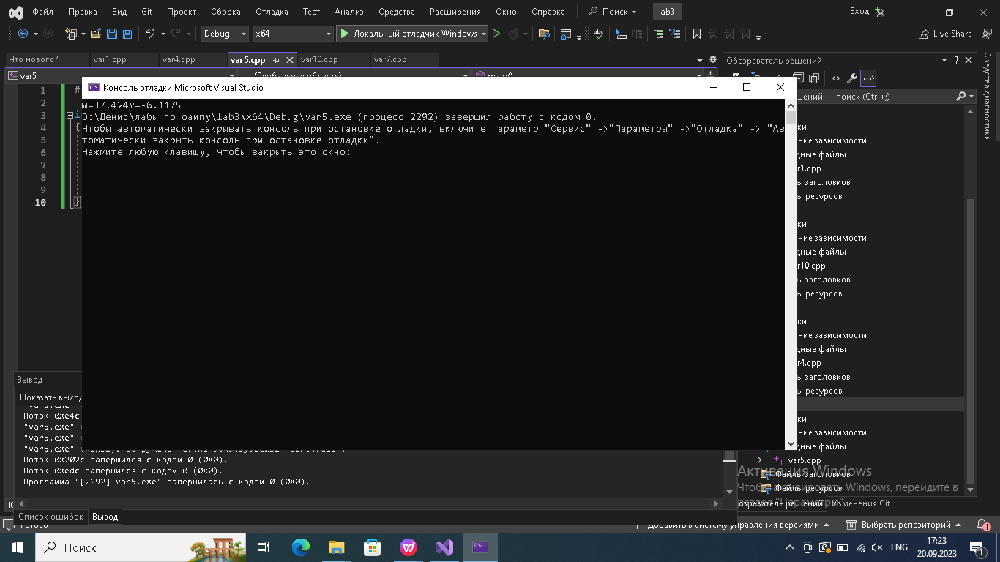 Файл Правка Вид Git Проект Сборка Отладка Тест Анализ Средства Расширения Окно Справка Поиск lab3 Вход
Debug x64 Локальный отладчик Windows Live Share
Что нового? var1.cpp var4.cpp var5.cpp var10.cpp var7.cpp
Обозреватель решений
Средства диагностики
var5 (Глобальная область) main()
Консоль отладки Microsoft Visual Studio
w=37.424v=-6.1175
D:\Денис\лабы по оаипу\lab3\x64\Debug\var5.exe (процесс 2292) завершил работу с кодом 0.
Чтобы автоматически закрывать консоль при остановке отладки, включите параметр "Сервис" ->"Параметры" ->"Отладка" -> "Ав
томатически закрыть консоль при остановке отладки".
Нажмите любую клавишу, чтобы закрыть это окно:
1
2
3
4
5
6
7
8
9
10
#
i
{
}
шений — поиск (Ctrl+;)
ки
ние зависимости
дные файлы
r1.cpp
ы заголовков
ы ресурсов
ки
ние зависимости
дные файлы
r10.cpp
ы заголовков
ы ресурсов
ки
ние зависимости
дные файлы
r4.cpp
ы заголовков
ы ресурсов
ки
ние зависимости
дные файлы
var5.cpp
Файлы заголовков
Файлы ресурсов
озреватель решений Изменения Git
Вывод
Показать выход
Поток 0xe4c
"var5.exe"
"var5.exe"
"var5.exe"
Поток 0x202c завершился с кодом 0 (0x0).
Поток 0xedc завершился с кодом 0 (0x0).
Программа "[2292] var5.exe" завершилась с кодом 0 (0x0).
Список ошибок Вывод
Готово
Добавить в систему управления версиями Выбрать репозиторий 1
Активация Windows
Чтобы активировать Windows, перейдите в
раздел "Параметры".
Поиск
ENG
17:23
20.09.2023
1